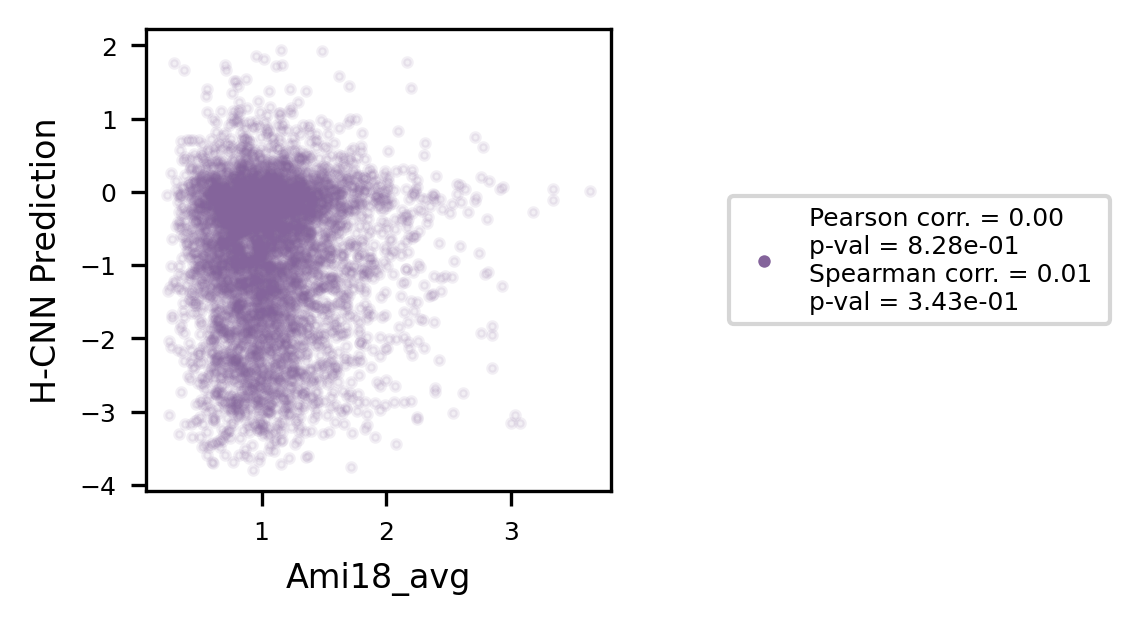 2
1
0
−1
−2
−3
−4
H-CNN Prediction
1 2 3
Ami18_avg
Pearson corr. = 0.00
p-val = 8.28e-01
Spearman corr. = 0.01
p-val = 3.43e-01